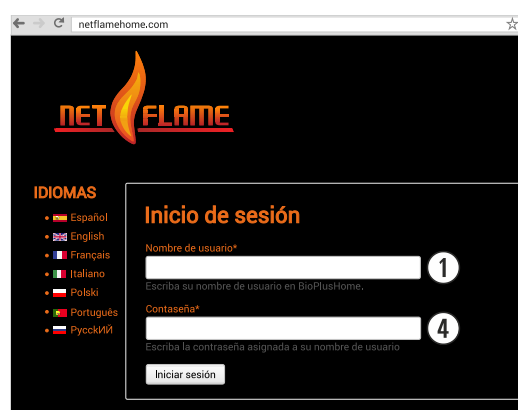 netflamehome.com
NET FLAME
IDIOMAS
Español
English
Français
Italiano
Polski
Português
PycckИЙ
Inicio de sesión
Nombre de usuario*
1
Escriba su nombre de usuario en BioPlusHome.
Contaseña*
4
Escriba la contraseña asignada a su nombre de usuario
Iniciar sesión